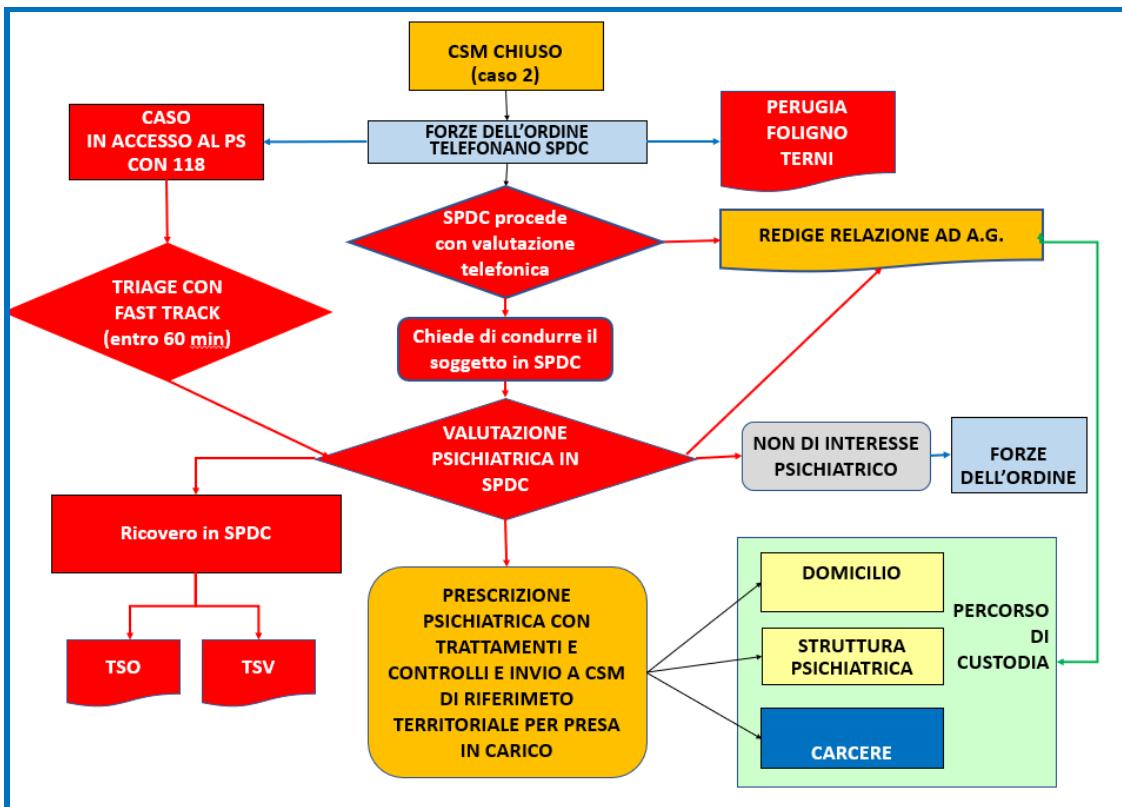 CSM CHIUSO
(caso 2)
CASO
IN ACCESSO AL PS
CON 118
FORZE DELL'ORDINE
TELEFONANO SPDC
PERUGIA
FOLIGNO
TERNI
SPDC procede
con valutazione
telefonica
REDIGE RELAZIONE AD A.G.
TRIAGE CON
FAST TRACK
(entro 60 min)
Chiede di condurre il
soggetto in SPDC
VALUTAZIONE
PSICHIATRICA IN
SPDC
NON DI INTERESSE
PSICHIATRICO
FORZE
DELL'ORDINE
Ricovero in SPDC
TSO
TSV
PRESCRIZIONE
PSICHIATRICA CON
TRATTAMENTI E
CONTROLLI E INVIO A CSM
DI RIFERIMETO
TERRITORIALE PER PRESA
IN CARICO
DOMICILIO
STRUTTURA
PSICHIATRICA
CARCERE
PERCORSO
DI
CUSTODIA